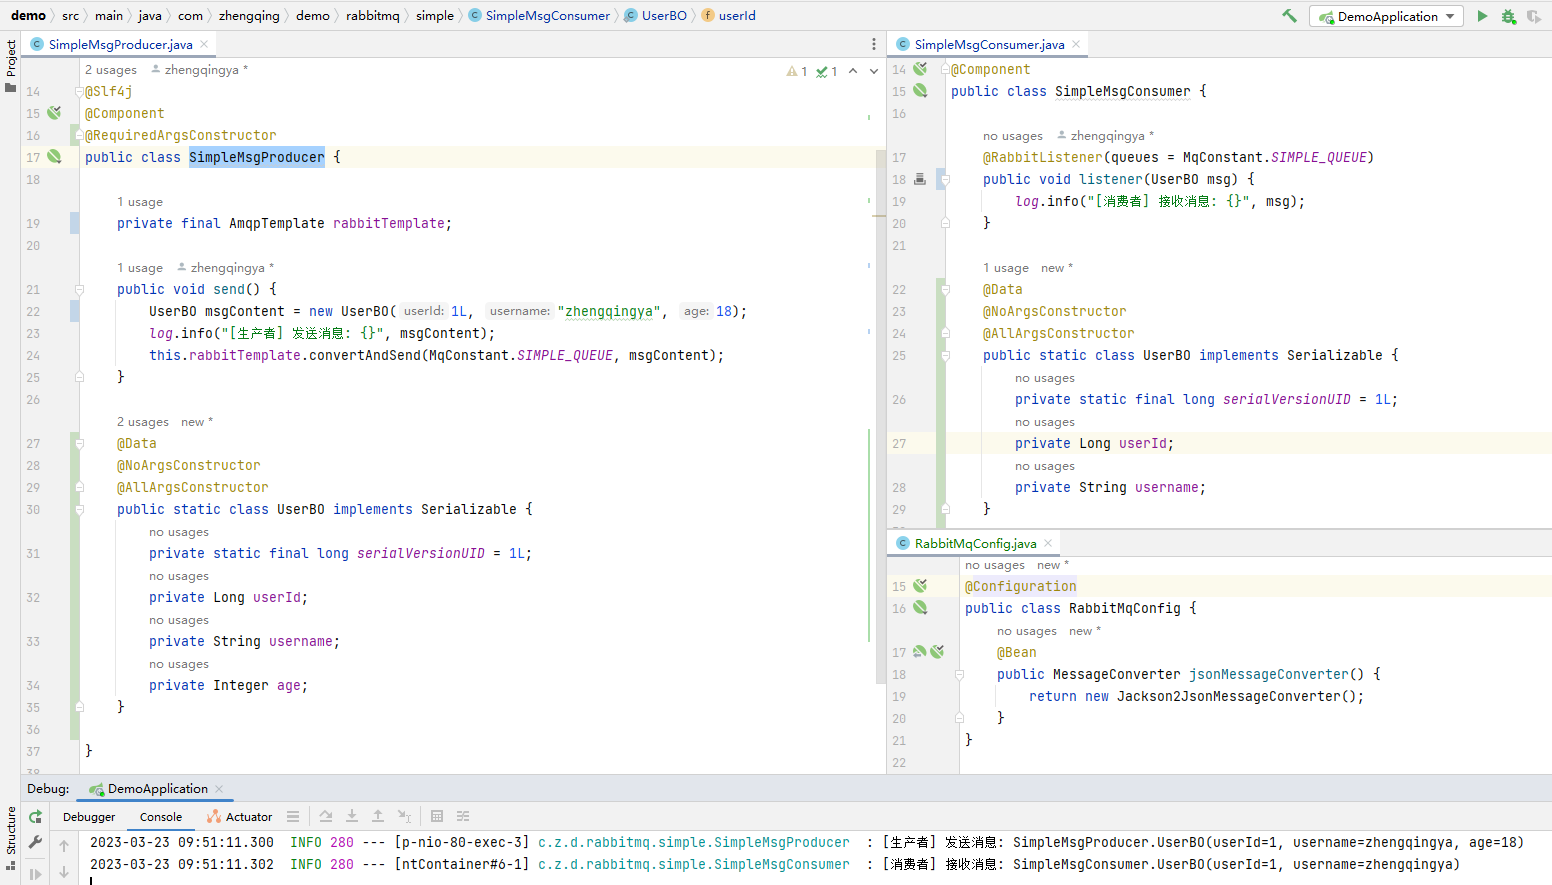 demo src main java com zhengqing demo rabbitmq simple SimpleMsgConsumer UserBO userId
DemoApplication
Project
SimpleMsgProducer.java
2 usages zhengqingya *
1 1
14 @Slf4j
15 @Component
16 @RequiredArgsConstructor
17 public class SimpleMsgProducer {
18
1 usage
19 private final AmqpTemplate rabbitTemplate;
20
1 usage zhengqingya *
21 public void send() {
22 UserBO msgContent = new UserBO( userId: 1L, username: "zhengqingya", age: 18);
23 log.info("[生产者] 发送消息: {}", msgContent);
24 this.rabbitTemplate.convertAndSend(MqConstant.SIMPLE_QUEUE, msgContent);
25 }
26
2 usages new *
27 @Data
28 @NoArgsConstructor
29 @AllArgsConstructor
30 public static class UserBO implements Serializable {
no usages
31 private static final long serialVersionUID = 1L;
no usages
32 private Long userId;
no usages
33 private String username;
no usages
34 private Integer age;
35 }
36
37 }
38
SimpleMsgConsumer.java
14 @Component
15 public class SimpleMsgConsumer {
16
no usages zhengqingya *
17 @RabbitListener(queues = MqConstant.SIMPLE_QUEUE)
18 public void listener(UserBO msg) {
19 log.info("[消费者] 接收消息: {}", msg);
20 }
21
1 usage new *
22 @Data
23 @NoArgsConstructor
24 @AllArgsConstructor
25 public static class UserBO implements Serializable {
no usages
26 private static final long serialVersionUID = 1L;
no usages
27 private Long userId;
no usages
28 private String username;
29 }
RabbitMqConfig.java
no usages new *
15 @Configuration
16 public class RabbitMqConfig {
no usages new *
17 @Bean
18 public MessageConverter jsonMessageConverter() {
19 return new Jackson2JsonMessageConverter();
20 }
21 }
22
Debug: DemoApplication
Structure
Debugger Console Actuator
2023-03-23 09:51:11.300 INFO 280 --- [p-nio-80-exec-3] c.z.d.rabbitmq.simple.SimpleMsgProducer : [生产者] 发送消息: SimpleMsgProducer.UserBO(userId=1, username=zhengqingya, age=18)
2023-03-23 09:51:11.302 INFO 280 --- [ntContainer#6-1] c.z.d.rabbitmq.simple.SimpleMsgConsumer : [消费者] 接收消息: SimpleMsgConsumer.UserBO(userId=1, username=zhengqingya)